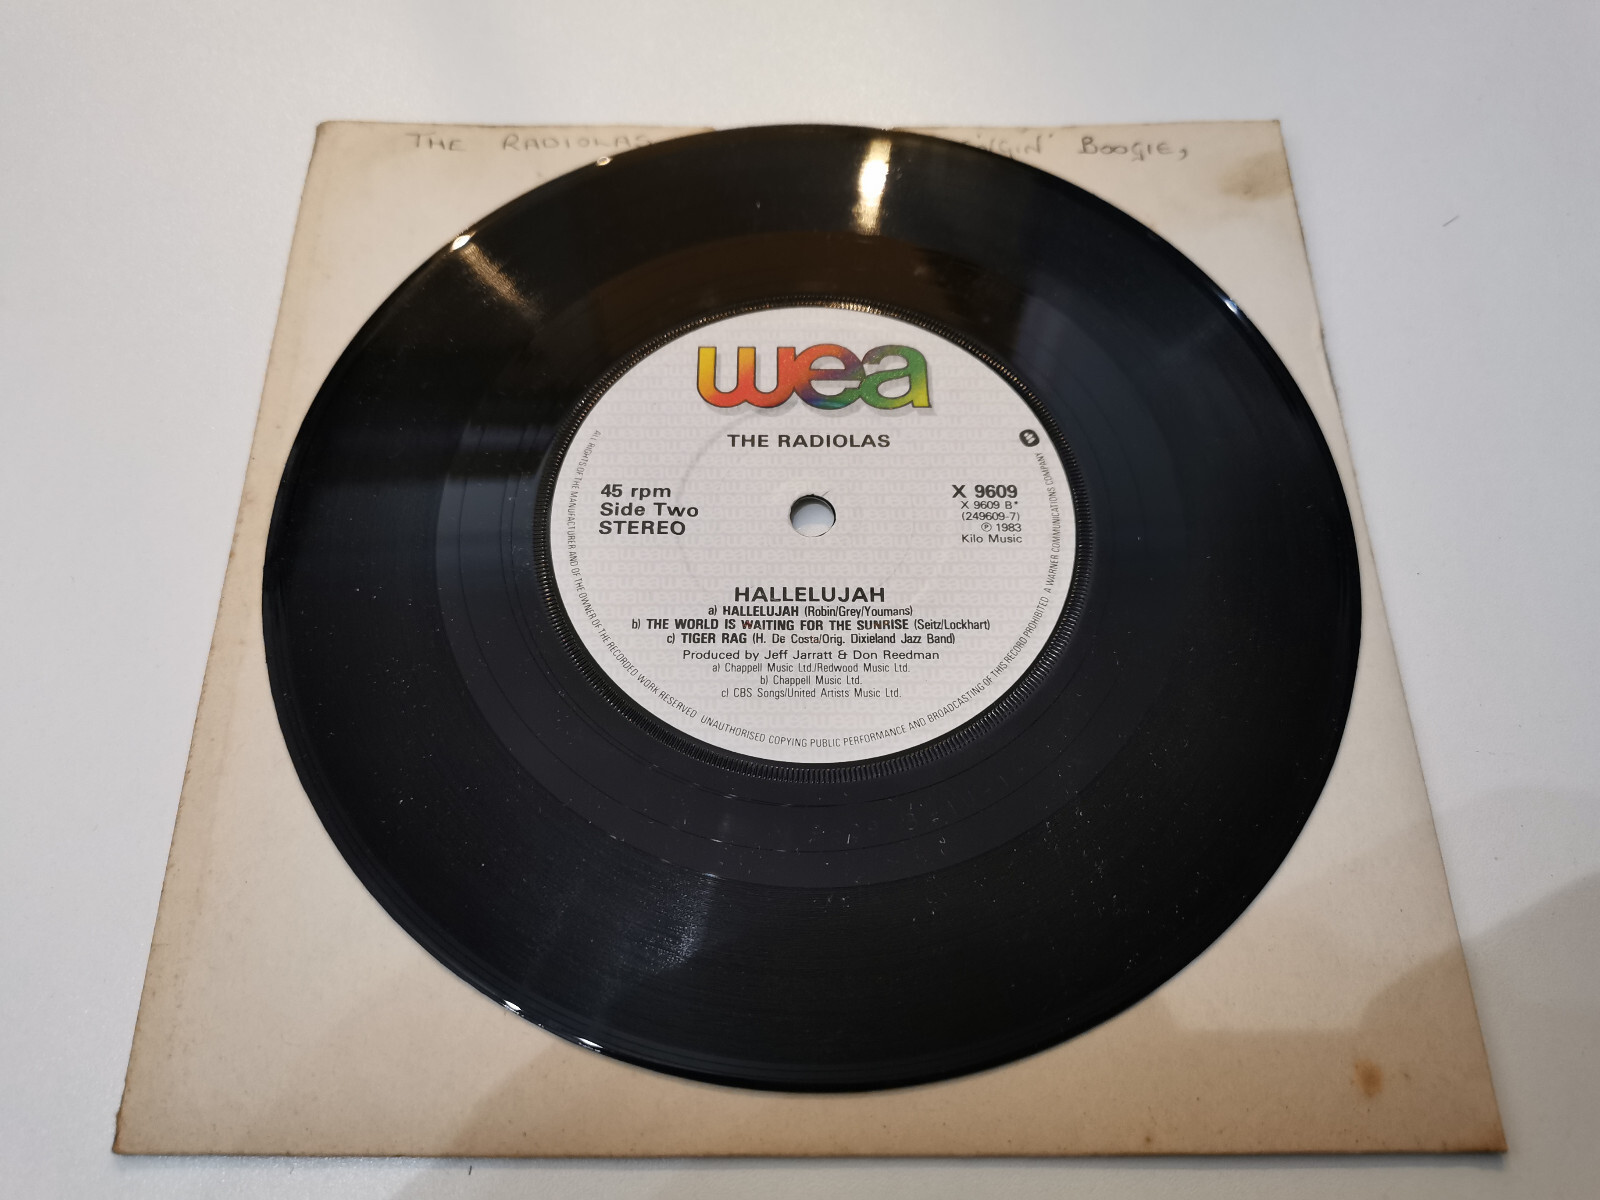 THE RADIOLAS BOOGIE,
wea
THE RADIOLAS
45 rpm
Side Two
STEREO
X 9609
X 9609 B*
(249609-7)
℗ 1983
Kilo Music
HALLELUJAH
a) HALLELUJAH (Robin/Grey/Youmans)
b) THE WORLD IS WAITING FOR THE SUNRISE (Seitz/Lockhart)
c) TIGER RAG (H. De Costa/Orig. Dixieland Jazz Band)
Produced by Jeff Jarratt & Don Reedman
a) Chappell Music Ltd./Redwood Music Ltd.
b) Chappell Music Ltd.
c) CBS Songs/United Artists Music Ltd.
ALL RIGHTS OF THE MANUFACTURER AND OF THE OWNER OF THE RECORDED WORK RESERVED UNAUTHORISED COPYING PUBLIC PERFORMANCE AND BROADCASTING OF THIS RECORD PROHIBITED A WARNER COMMUNICATIONS COMPANY